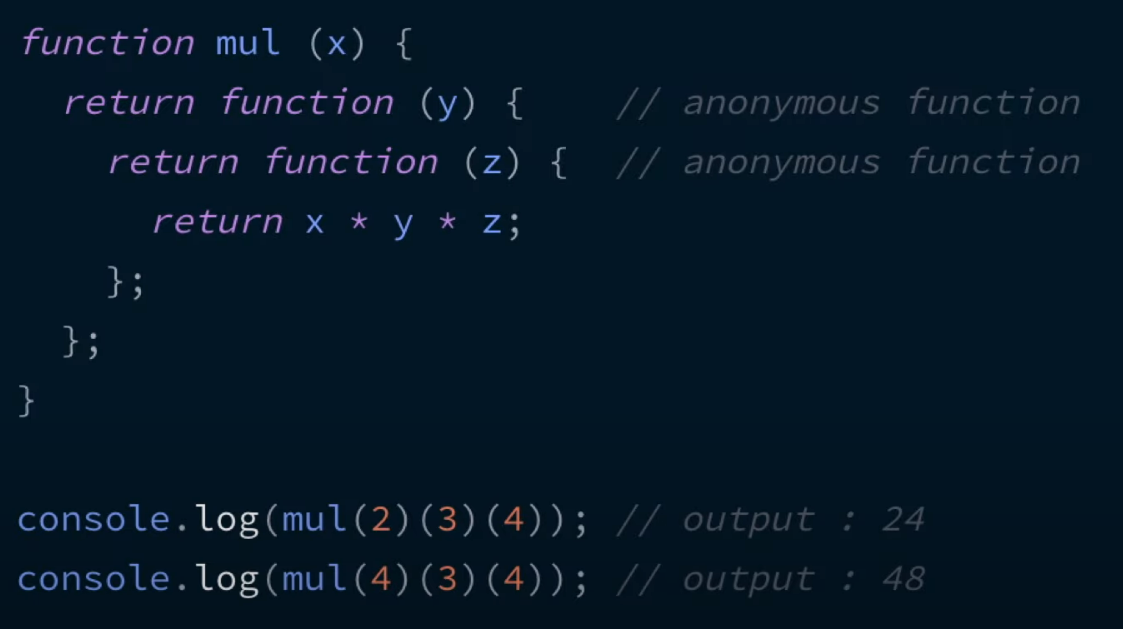 function mul (x) {
  return function (y) {    // anonymous function
    return function (z) {  // anonymous function
      return x * y * z;
    };
  };
}

console.log(mul(2)(3)(4)); // output : 24
console.log(mul(4)(3)(4)); // output : 48